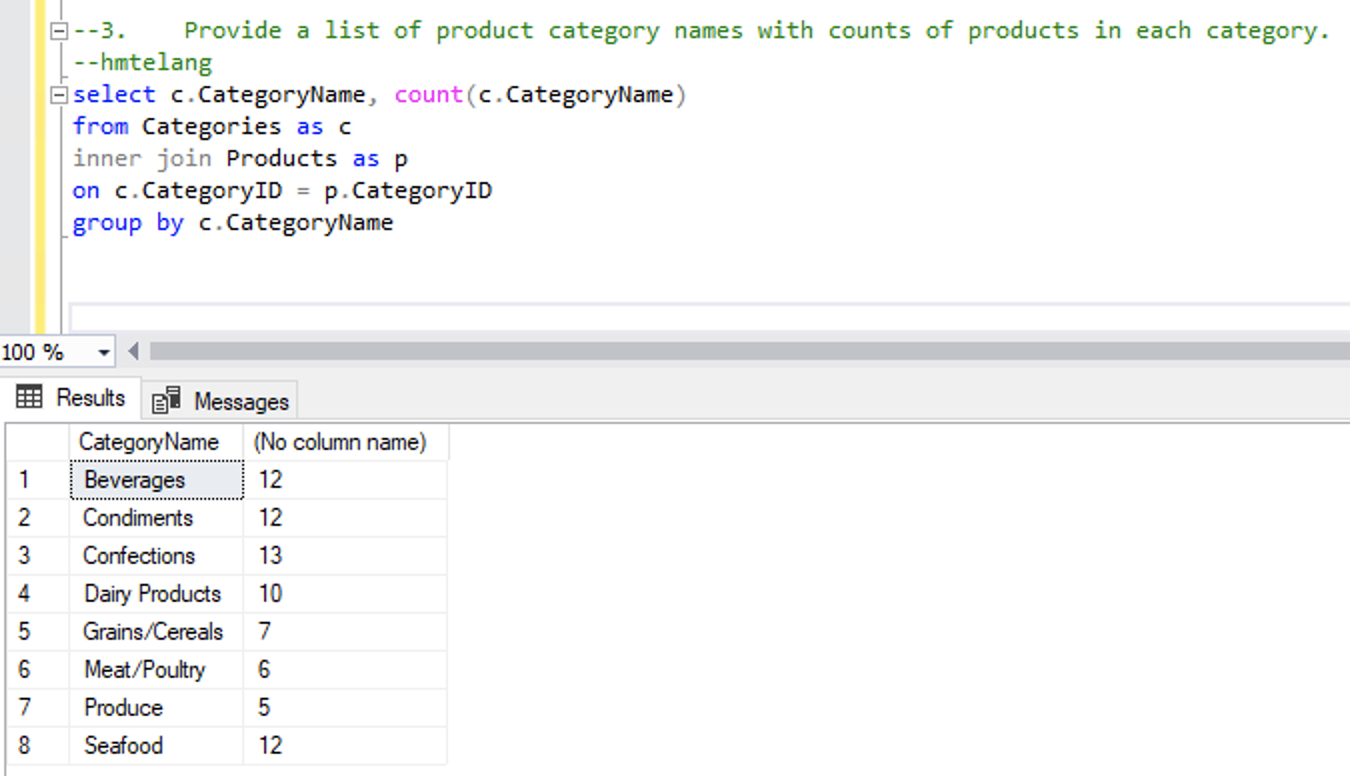 --3.    Provide a list of product category names with counts of products in each category.
--hmtelang
select c.CategoryName, count(c.CategoryName)
from Categories as c
inner join Products as p
on c.CategoryID = p.CategoryID
group by c.CategoryName
100 %
Results Messages
CategoryName (No column name)
1 Beverages 12
2 Condiments 12
3 Confections 13
4 Dairy Products 10
5 Grains/Cereals 7
6 Meat/Poultry 6
7 Produce 5
8 Seafood 12